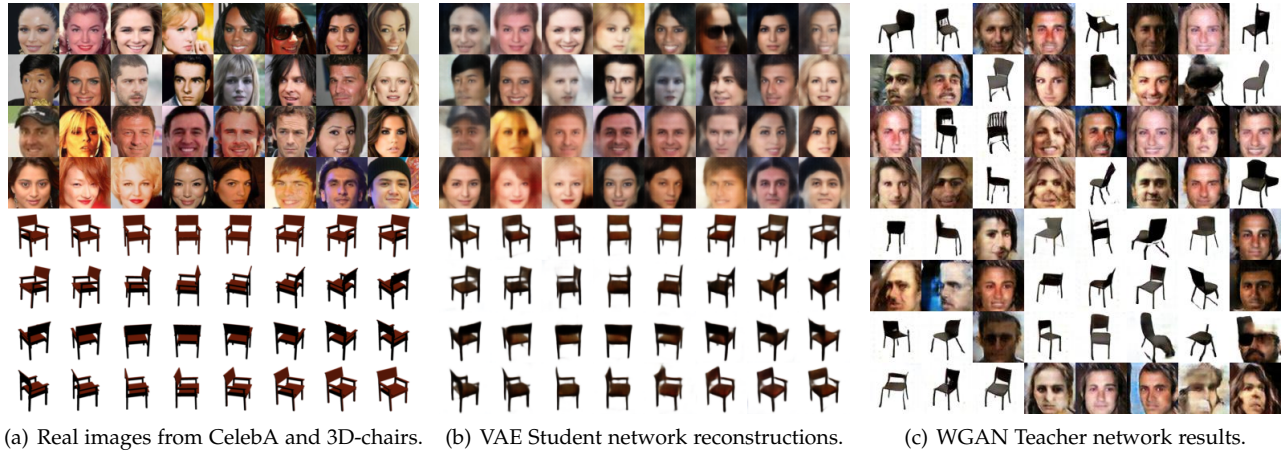 (a) Real images from CelebA and 3D-chairs.
(b) VAE Student network reconstructions.
(c) WGAN Teacher network results.